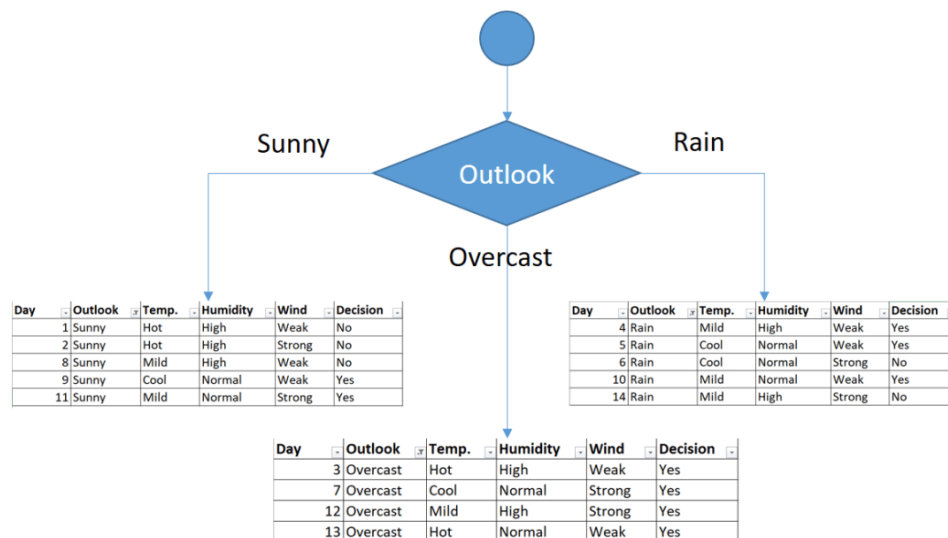 Sunny
Rain
Outlook
Overcast
Day Outlook Temp. Humidity Wind Decision
1 Sunny Hot High Weak No
2 Sunny Hot High Strong No
8 Sunny Mild High Weak No
9 Sunny Cool Normal Weak Yes
11 Sunny Mild Normal Strong Yes
Day Outlook Temp. Humidity Wind Decision
4 Rain Mild High Weak Yes
5 Rain Cool Normal Weak Yes
6 Rain Cool Normal Strong No
10 Rain Mild Normal Weak Yes
14 Rain Mild High Strong No
Day Outlook Temp. Humidity Wind Decision
3 Overcast Hot High Weak Yes
7 Overcast Cool Normal Strong Yes
12 Overcast Mild High Strong Yes
13 Overcast Hot Normal Weak Yes